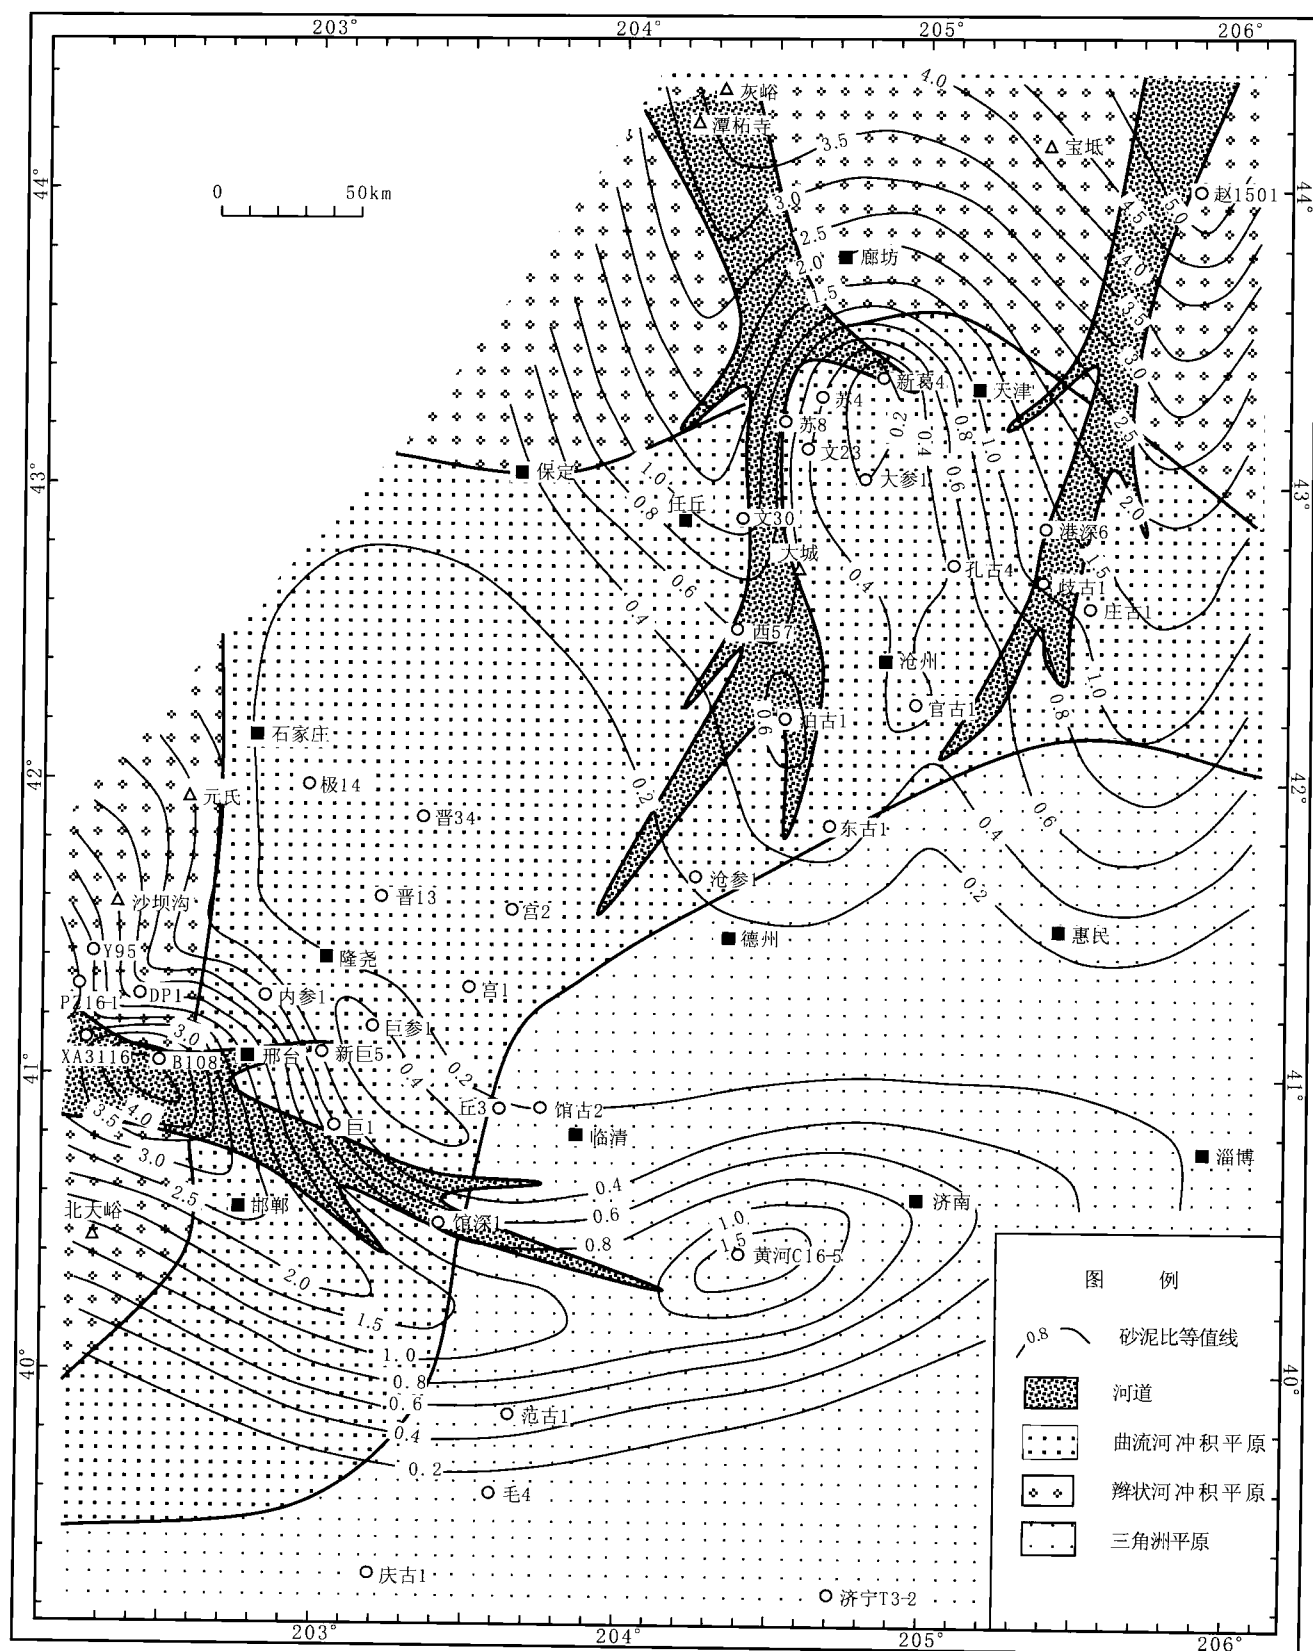 203° 204° 205° 206°
44°
43°
42°
41°
40°
44°
43°
42°
41°
40°
203° 204° 205° 206°
0 50km
灰峪
潭柘寺
4.0
宝坻
3.5
赵1501
3.0
4.5
5.0
2.5
廊坊
2.0
4.0
1.5
3.5
3.0
新葛4
天津
苏4
苏8
0.2
0.4
0.8
1.0
2.5
文23
保定
1.0
大参1
0.6
任丘
0.8
文30
2.0
港深6
大城
孔古4
1.5
0.4
歧古1
0.6
庄古1
0.4
西57
沧州
1.0
官古1
0.8
泊古1
0.6
石家庄
极14
元氏
0.2
晋34
东古1
0.4
0.6
沧参1
0.2
沙坝沟
晋13
宫2
德州
惠民
Y95
隆尧
P216-1
DP1
内参1
宫1
巨参1
3.0
XA3116
B108
邢台
新巨5
0.4
0.2
3.5
4.0
丘3
馆古2
巨1
临清
3.0
淄博
2.5
0.4
北大峪
邯郸
0.6
济南
馆深1
1.0
0.8
1.5
黄河C16-5
2.0
1.5
1.0
0.8
0.6
范古1
0.4
0.2
毛4
庆古1
济宁T3-2
图 例
0.8 砂泥比等值线
河道
曲流河冲积平原
辫状河冲积平原
三角洲平原